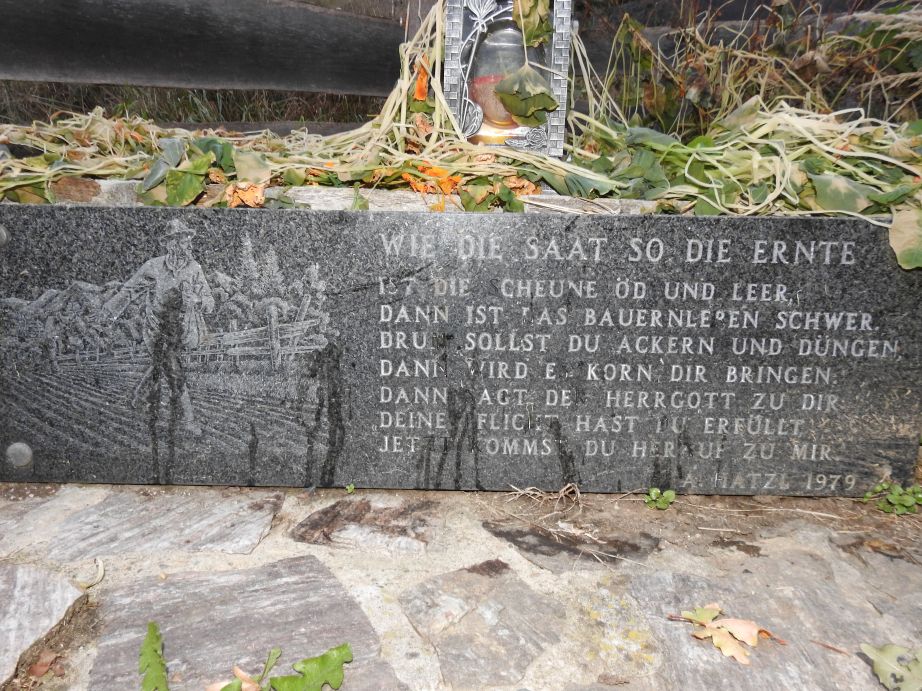 WIE DIE SAAT SO DIE ERNTE
IST DIE CHEUNE ÖD UND LEER,
DANN IST DAS BAUERNLEBEN SCHWER.
DRUM SOLLST DU ACKERN UND DÜNGEN
DANN WIRD ES KORN DIR BRINGEN.
DANN SAGT DER HERRGOTT ZU DIR
DEINE PFLICHT HAST DU ERFÜLLT
JETZT KOMMST DU HERAUF ZU MIR.
A. HATZL 1979